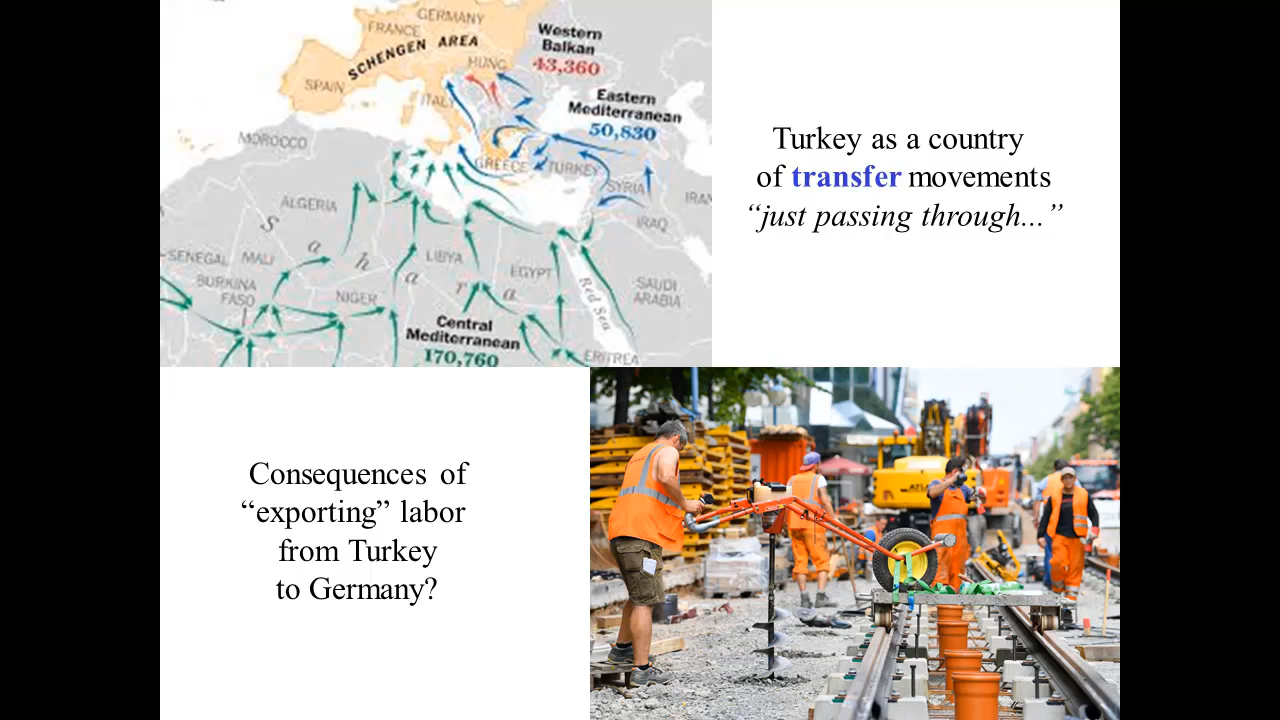 GERMANY
FRANCE
SCHENGEN AREA
SPAIN
ITALY
HUNG.
Western
Balkan
43,360
Eastern
Mediterranean
50,830
MOROCCO
GREECE
TURKEY
SYRIA
IRAN
IRAQ
ALGERIA
LIBYA
EGYPT
SAUDI
ARABIA
Sahara
Red Sea
SENEGAL
MALI
BURKINA
FASO
NIGER
Central
Mediterranean
170,760
ERITREA
Turkey as a country
of transfer movements
“just passing through...”
Consequences of
“exporting” labor
from Turkey
to Germany?